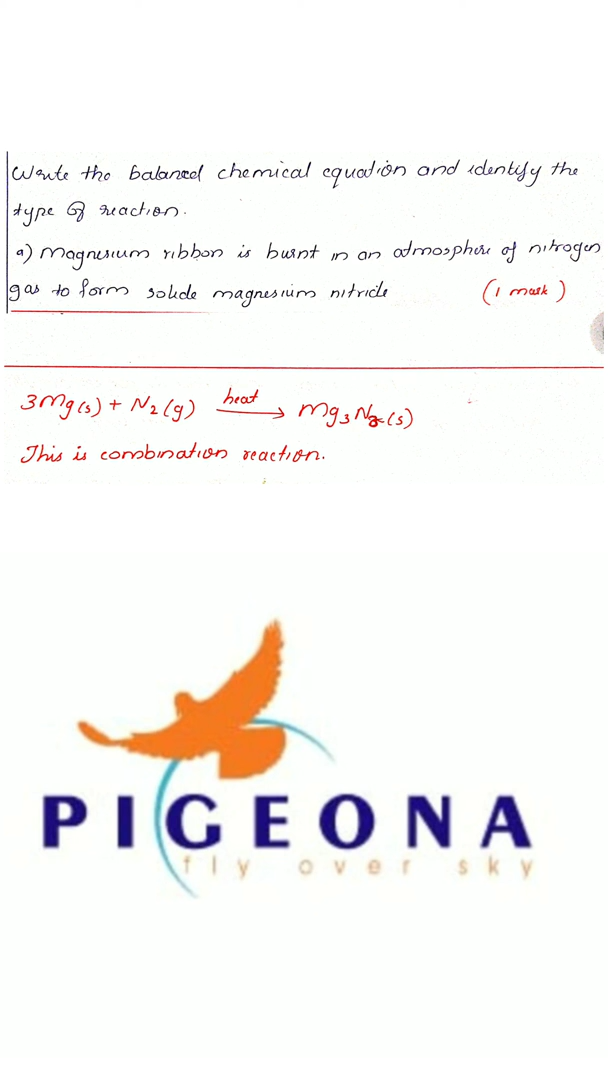 Write the balanced chemical equation and identify the
type of reaction.
a) Magnesium ribbon is burnt in an atmosphere of nitrogen
gas to form solide magnesium nitride (1 mark)
3Mg(s) + N₂(g) heat→ Mg₃N₂(s)
This is combination reaction.
PIGEONA
fly over sky